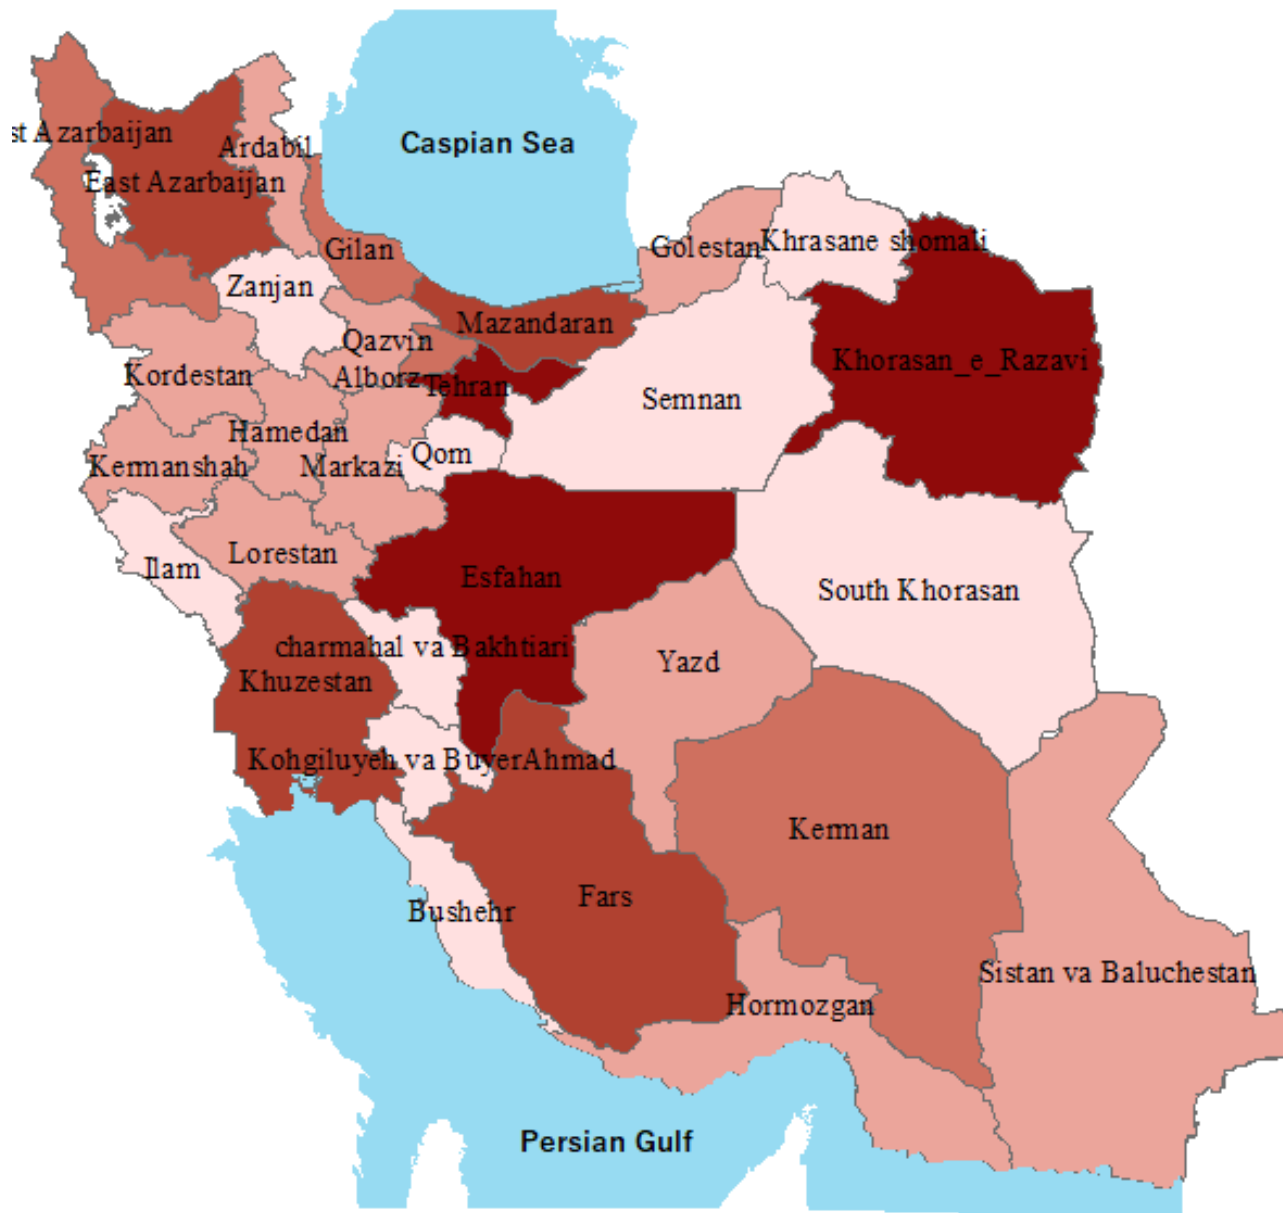 st Azarbaijan
Ardabil
Caspian Sea
East Azarbaijan
Gilan
Golestan
Khrasane shomali
Zanjan
Mazandaran
Qazvin
Khorasan_e_Razavi
Kordestan
Alborz
Tehran
Semnan
Hamedan
Kermanshah
Markazi
Qom
Ilam
Lorestan
Esfahan
South Khorasan
charmahal va Bakhtiari
Yazd
Khuzestan
Kohgiluyeh va BuyerAhmad
Kerman
Fars
Bushehr
Sistan va Baluchestan
Hormozgan
Persian Gulf